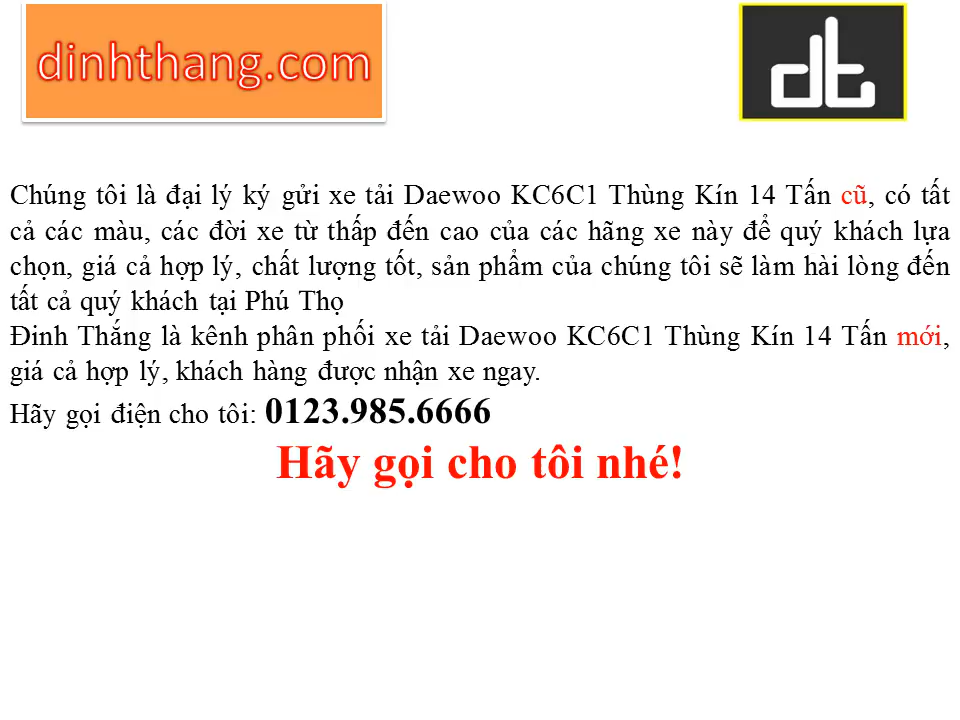 dinhthang.com
dt
Chúng tôi là đại lý ký gửi xe tải Daewoo KC6C1 Thùng Kín 14 Tấn cũ, có tất
cả các màu, các đời xe từ thấp đến cao của các hãng xe này để quý khách lựa
chọn, giá cả hợp lý, chất lượng tốt, sản phẩm của chúng tôi sẽ làm hài lòng đến
tất cả quý khách tại Phú Thọ
Đinh Thắng là kênh phân phối xe tải Daewoo KC6C1 Thùng Kín 14 Tấn mới,
giá cả hợp lý, khách hàng được nhận xe ngay.
Hãy gọi điện cho tôi: 0123.985.6666
Hãy gọi cho tôi nhé!